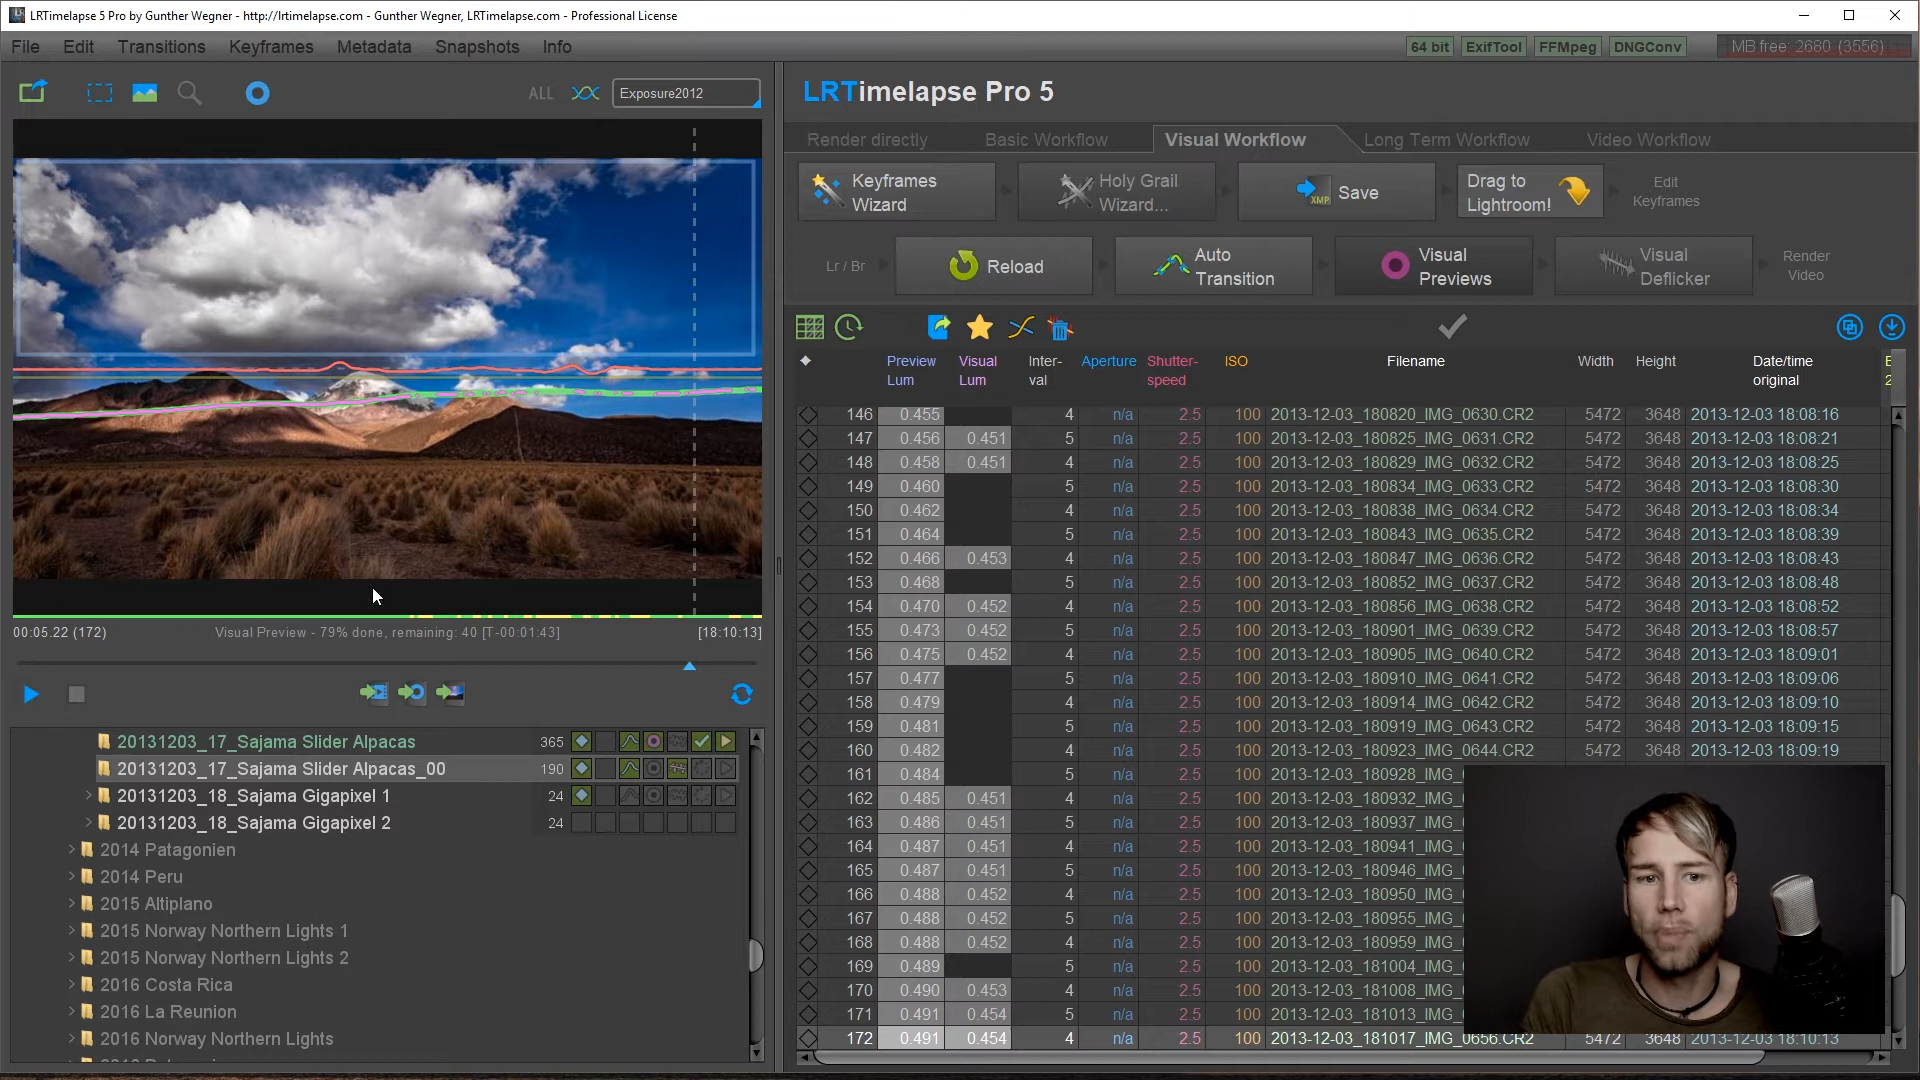 LRTimelapse 5 Pro by Gunther Wegner - http://lrtimelapse.com - Gunther Wegner, LRTimelapse.com - Professional License
File Edit Transitions Keyframes Metadata Snapshots Info
64 bit ExifTool FFMpeg DNGConv MB free: 2680 (3556)
ALL Exposure2012
LRTimelapse Pro 5
Render directly Basic Workflow Visual Workflow Long Term Workflow Video Workflow
Keyframes Wizard
Holy Grail Wizard...
XMP Save
Drag to Lightroom!
Edit Keyframes
Lr / Br
Reload
Auto Transition
Visual Previews
Visual Deflicker
Render Video
Preview Lum Visual Lum Inter-val Aperture Shutter-speed ISO Filename Width Height Date/time original E 2
146 0.455 4 n/a 2.5 100 2013-12-03_180820_IMG_0630.CR2 5472 3648 2013-12-03 18:08:16
147 0.456 0.451 5 n/a 2.5 100 2013-12-03_180825_IMG_0631.CR2 5472 3648 2013-12-03 18:08:21
148 0.458 0.451 4 n/a 2.5 100 2013-12-03_180829_IMG_0632.CR2 5472 3648 2013-12-03 18:08:25
149 0.460 5 n/a 2.5 100 2013-12-03_180834_IMG_0633.CR2 5472 3648 2013-12-03 18:08:30
150 0.462 4 n/a 2.5 100 2013-12-03_180838_IMG_0634.CR2 5472 3648 2013-12-03 18:08:34
151 0.464 5 n/a 2.5 100 2013-12-03_180843_IMG_0635.CR2 5472 3648 2013-12-03 18:08:39
152 0.466 0.453 4 n/a 2.5 100 2013-12-03_180847_IMG_0636.CR2 5472 3648 2013-12-03 18:08:43
153 0.468 5 n/a 2.5 100 2013-12-03_180852_IMG_0637.CR2 5472 3648 2013-12-03 18:08:48
154 0.470 0.452 4 n/a 2.5 100 2013-12-03_180856_IMG_0638.CR2 5472 3648 2013-12-03 18:08:52
155 0.473 0.452 5 n/a 2.5 100 2013-12-03_180901_IMG_0639.CR2 5472 3648 2013-12-03 18:08:57
156 0.475 0.452 4 n/a 2.5 100 2013-12-03_180905_IMG_0640.CR2 5472 3648 2013-12-03 18:09:01
157 0.477 5 n/a 2.5 100 2013-12-03_180910_IMG_0641.CR2 5472 3648 2013-12-03 18:09:06
158 0.479 4 n/a 2.5 100 2013-12-03_180914_IMG_0642.CR2 5472 3648 2013-12-03 18:09:10
159 0.481 5 n/a 2.5 100 2013-12-03_180919_IMG_0643.CR2 5472 3648 2013-12-03 18:09:15
160 0.482 4 n/a 2.5 100 2013-12-03_180923_IMG_0644.CR2 5472 3648 2013-12-03 18:09:19
161 0.484 5 n/a 2.5 100 2013-12-03_180928_IMG_
162 0.485 0.451 4 n/a 2.5 100 2013-12-03_180932_IMG_
163 0.486 0.451 5 n/a 2.5 100 2013-12-03_180937_IMG_
164 0.487 0.451 4 n/a 2.5 100 2013-12-03_180941_IMG_
165 0.487 0.451 5 n/a 2.5 100 2013-12-03_180946_IMG_
166 0.488 0.452 4 n/a 2.5 100 2013-12-03_180950_IMG_
167 0.488 0.452 5 n/a 2.5 100 2013-12-03_180955_IMG_
168 0.488 0.452 4 n/a 2.5 100 2013-12-03_180959_IMG_
169 0.489 5 n/a 2.5 100 2013-12-03_181004_IMG_
170 0.490 0.453 4 n/a 2.5 100 2013-12-03_181008_IMG_
171 0.491 0.454 5 n/a 2.5 100 2013-12-03_181013_IMG_
172 0.491 0.454 4 n/a 2.5 100 2013-12-03_181017_IMG_0656.CR2 5472 3648 2013-12-03 18:10:13
00:05.22 (172) Visual Preview - 79% done, remaining: 40 [T-00:01:43] [18:10:13]
20131203_17_Sajama Slider Alpacas 365
20131203_17_Sajama Slider Alpacas_00 190
20131203_18_Sajama Gigapixel 1 24
20131203_18_Sajama Gigapixel 2 24
2014 Patagonien
2014 Peru
2015 Altiplano
2015 Norway Northern Lights 1
2015 Norway Northern Lights 2
2016 Costa Rica
2016 La Reunion
2016 Norway Northern Lights